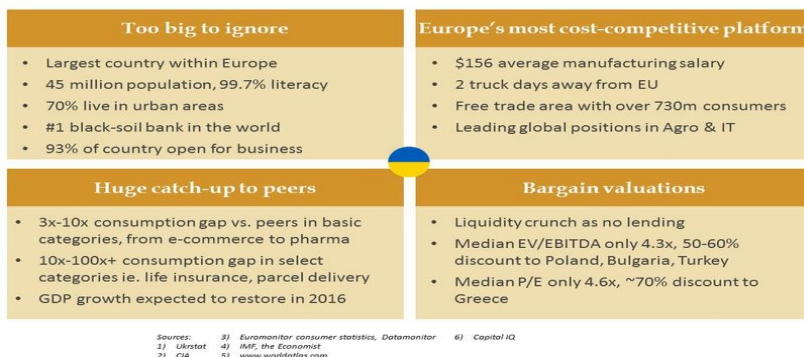 Too big to ignore
• Largest country within Europe
• 45 million population, 99.7% literacy
• 70% live in urban areas
• #1 black-soil bank in the world
• 93% of country open for business
Europe's most cost-competitive platform
• $156 average manufacturing salary
• 2 truck days away from EU
• Free trade area with over 730m consumers
• Leading global positions in Agro & IT
Huge catch-up to peers
• 3x-10x consumption gap vs. peers in basic
categories, from e-commerce to pharma
• 10x-100x+ consumption gap in select
categories ie. life insurance, parcel delivery
• GDP growth expected to restore in 2016
Bargain valuations
• Liquidity crunch as no lending
• Median EV/EBITDA only 4.3x, 50-60%
discount to Poland, Bulgaria, Turkey
• Median P/E only 4.6x, ~70% discount to
Greece
Sources: 3) Euromonitor consumer statistics, Datamonitor 6) Capital IQ
1) Ukrstat 4) IMF, the Economist
2) CIA 5) www.worldatlas.com